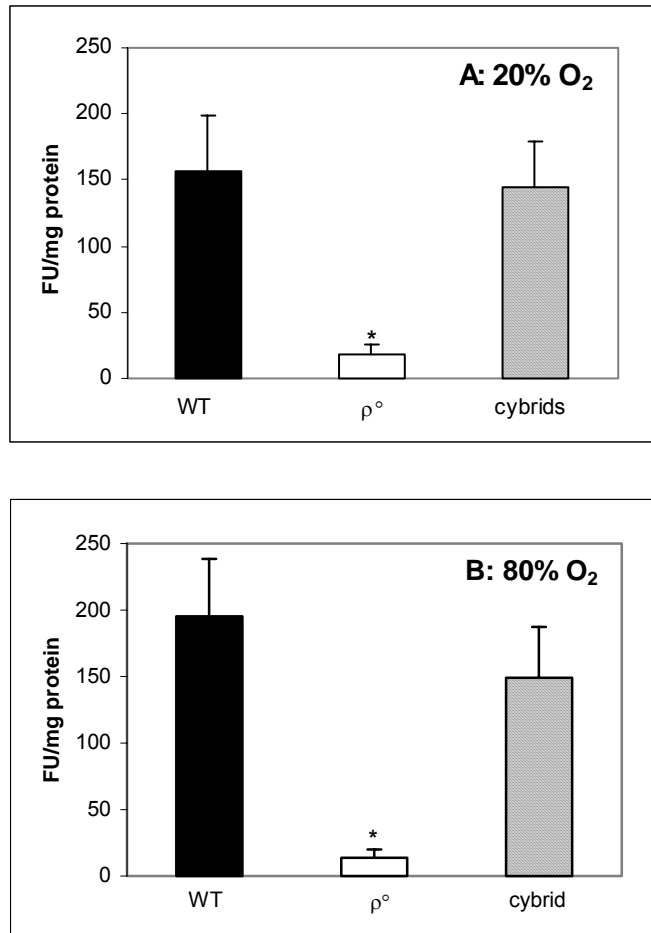 A: 20% O₂
FU/mg protein
250
200
150
100
50
0
*
WT
ρ°
cybrids
B: 80% O₂
FU/mg protein
250
200
150
100
50
0
*
WT
ρ°
cybrid